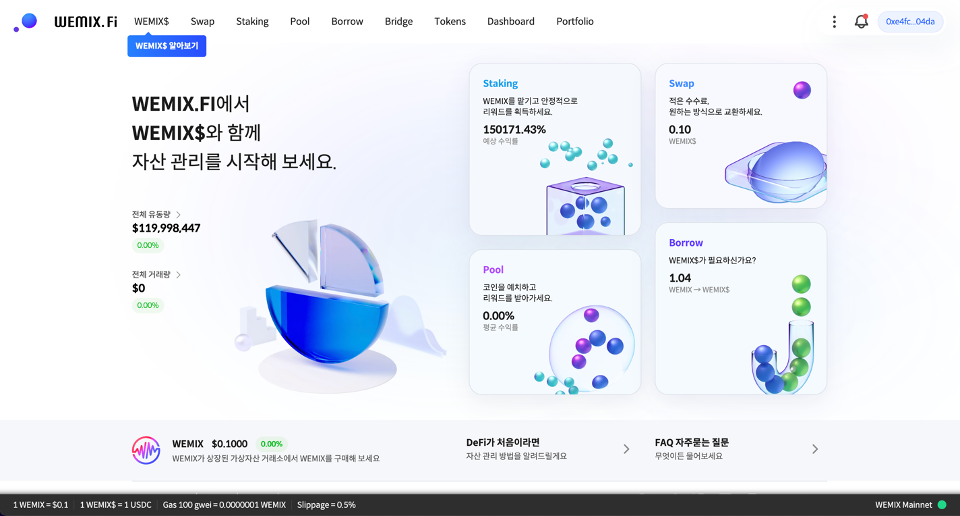 WEMIX.Fi
WEMIX$
Swap
Staking
Pool
Borrow
Bridge
Tokens
Dashboard
Portfolio
0xe4fc...04da
WEMIX$ 알아보기
WEMIX.FI에서
WEMIX$와 함께
자산 관리를 시작해 보세요.
전체 유동량
$119,998,447
0.00%
전체 거래량
$0
0.00%
Staking
WEMIX를 맡기고 안정적으로
리워드를 획득하세요.
150171.43%
예상 수익률
Swap
적은 수수료,
원하는 방식으로 교환하세요.
0.10
WEMIX$
Pool
코인을 예치하고
리워드를 받아가세요.
0.00%
평균 수익률
Borrow
WEMIX$가 필요하신가요?
1.04
WEMIX → WEMIX$
WEMIX $0.1000 0.00%
WEMIX가 상장된 가상자산 거래소에서 WEMIX를 구매해 보세요
DeFi가 처음이라면
자산 관리 방법을 알려드릴게요
FAQ 자주묻는 질문
무엇이든 물어보세요
1 WEMIX = $0.1
1 WEMIX$ = 1 USDC
Gas 100 gwei = 0.0000001 WEMIX
Slippage = 0.5%
WEMIX Mainnet